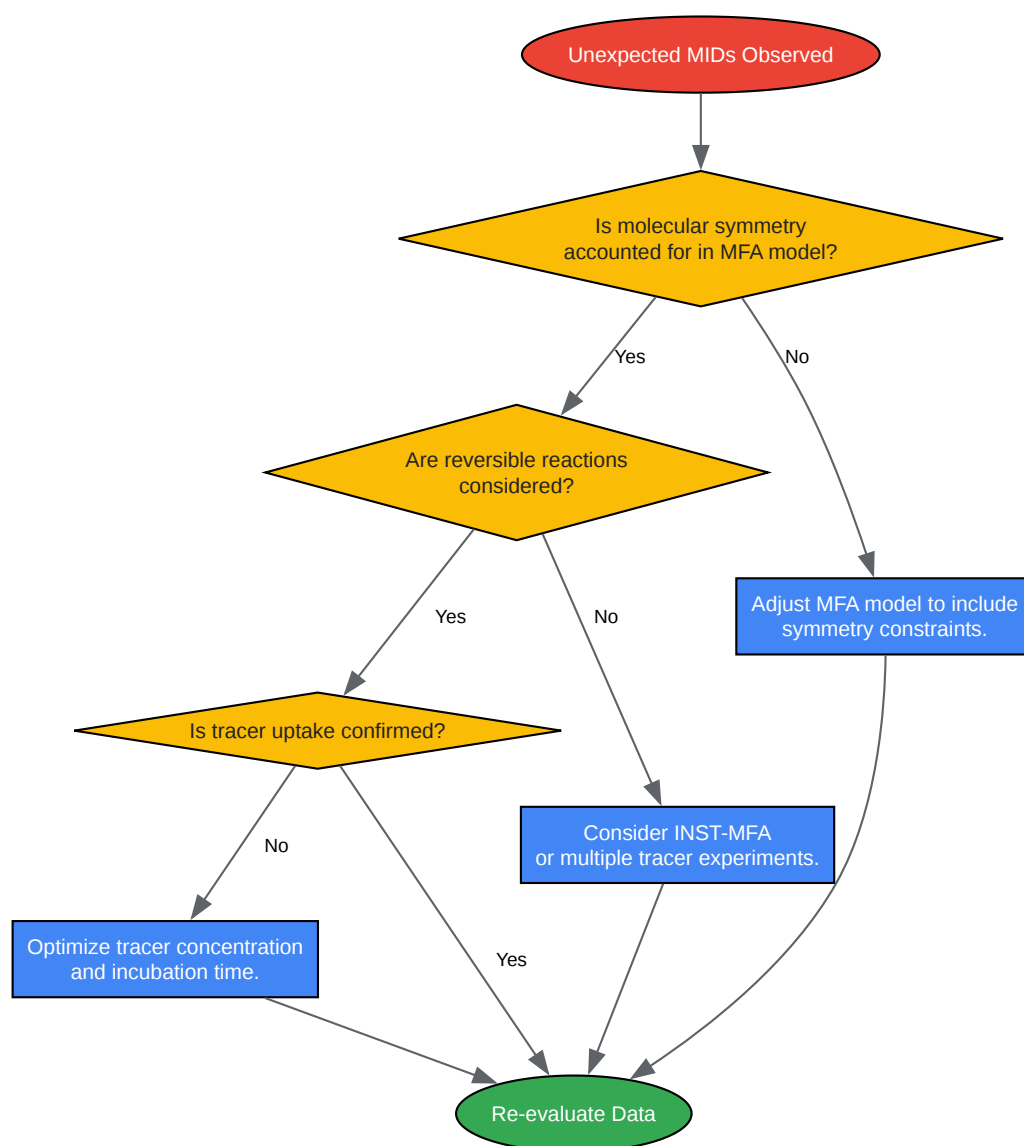 Unexpected MIDs Observed
Is molecular symmetry
accounted for in MFA model?
Yes
No
Are reversible reactions
considered?
Adjust MFA model to include
symmetry constraints.
Yes
No
Is tracer uptake confirmed?
Consider INST-MFA
or multiple tracer experiments.
No
Optimize tracer concentration
and incubation time.
Yes
Re-evaluate Data